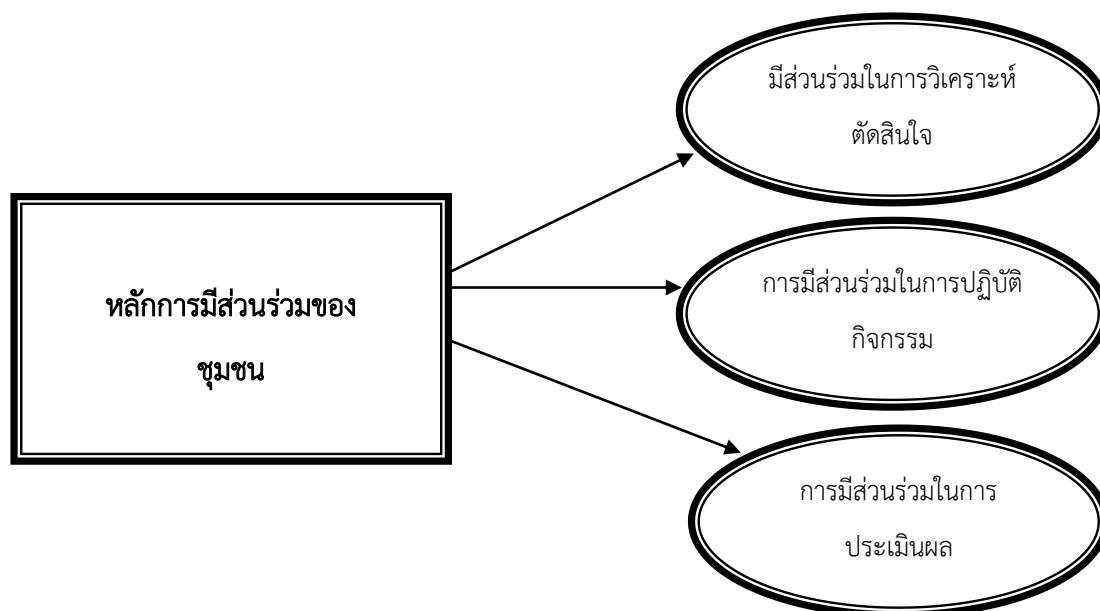 มีส่วนร่วมในการวิเคราะห์
ตัดสินใจ
หลักการมีส่วนร่วมของ
ชุมชน
การมีส่วนร่วมในการปฏิบัติ
กิจกรรม
การมีส่วนร่วมในการ
ประเมินผล